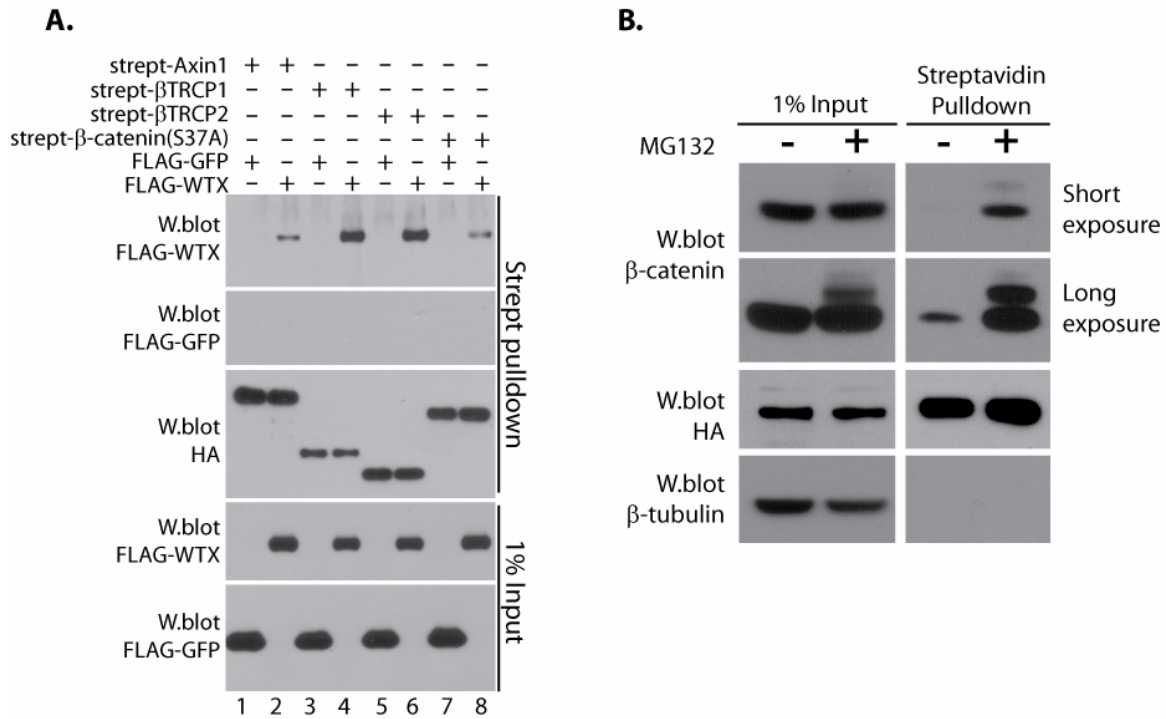 A.
strept-Axin1 + + – – – – – –
strept-βTRCP1 – – + + – – – –
strept-βTRCP2 – – – – + + – –
strept-β-catenin(S37A) – – – – – – + +
FLAG-GFP + – + – + – + –
FLAG-WTX – + – + – + – +
W.blot
FLAG-WTX
W.blot
FLAG-GFP
W.blot
HA
Strept pulldown
W.blot
FLAG-WTX
W.blot
FLAG-GFP
1% Input
1 2 3 4 5 6 7 8
B.
1% Input
Streptavidin
Pulldown
MG132 - + - +
W.blot
β-catenin
Short
exposure
Long
exposure
W.blot
HA
W.blot
β-tubulin